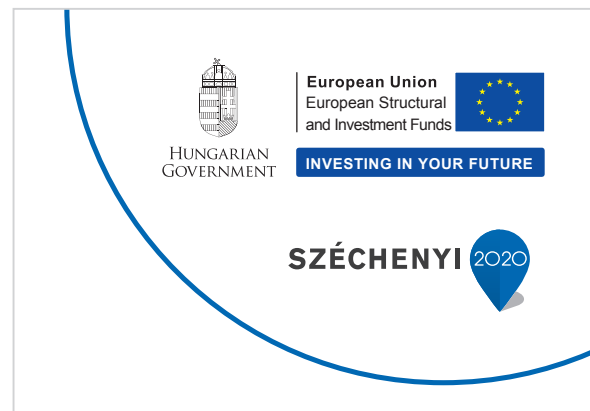 European Union
European Structural
and Investment Funds
HUNGARIAN
GOVERNMENT
INVESTING IN YOUR FUTURE
SZÉCHENYI 2020